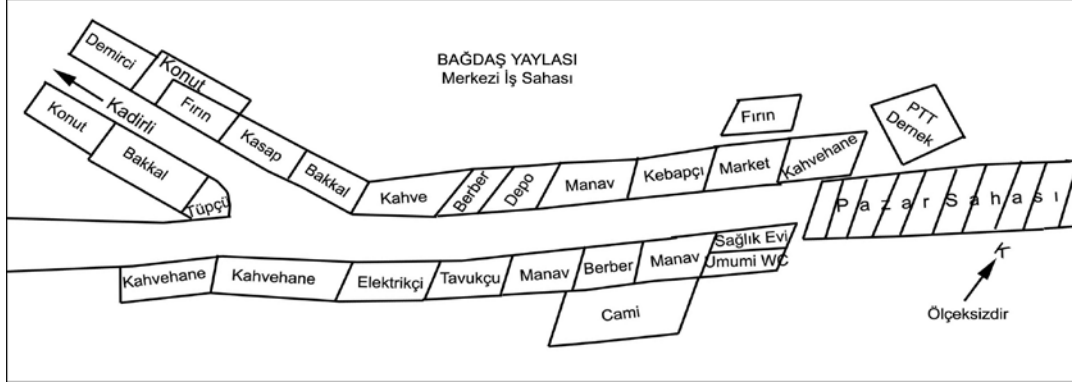 BAĞDAŞ YAYLASI
Merkezi İş Sahası
Demirci
Konut
Kadirli
Fırın
Kasap
Bakkal
Konut
Bakkal
Tüpçü
Kahve
Berber
Depo
Manav
Kebapçı
Market
Kahvehane
Fırın
PTT
Dernek
Pazar Sahası
Kahvehane
Kahvehane
Elektrikçi
Tavukçu
Manav
Berber
Manav
Sağlık Evi
Umumi WC
Cami
K
Ölçeksizdir